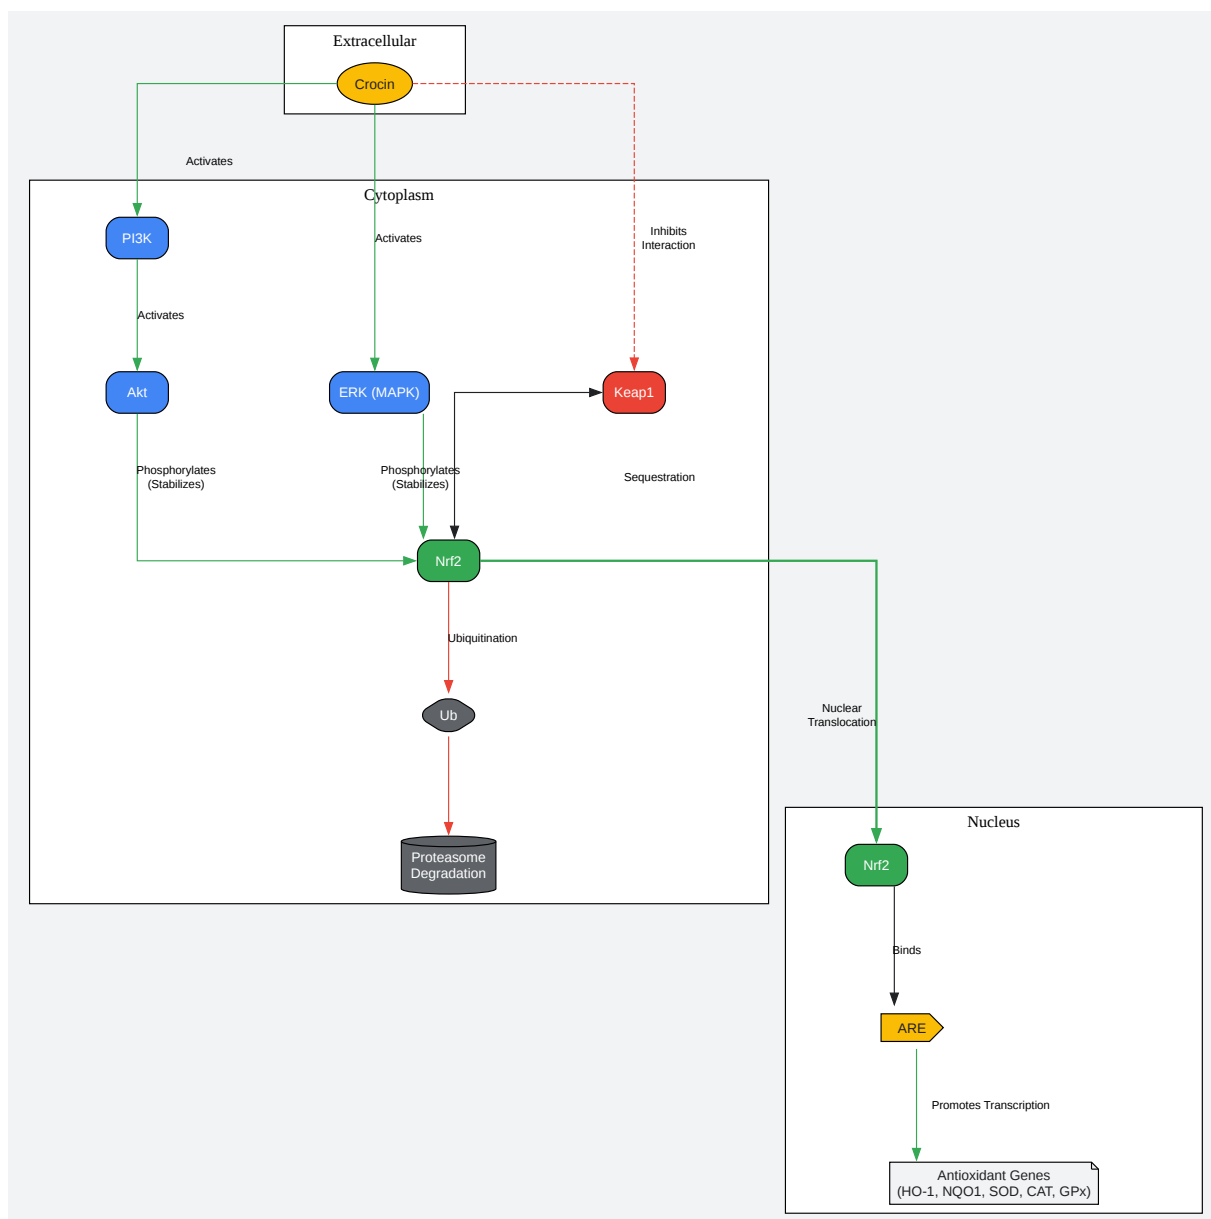 Extracellular
Crocin
Activates
Cytoplasm
PI3K
Activates
Inhibits
Interaction
Activates
Akt
ERK (MAPK)
Keap1
Phosphorylates
(Stabilizes)
Phosphorylates
(Stabilizes)
Sequestration
Nrf2
Ubiquitination
Ub
Nuclear
Translocation
Proteasome
Degradation
Nucleus
Nrf2
Binds
ARE
Promotes Transcription
Antioxidant Genes
(HO-1, NQO1, SOD, CAT, GPx)